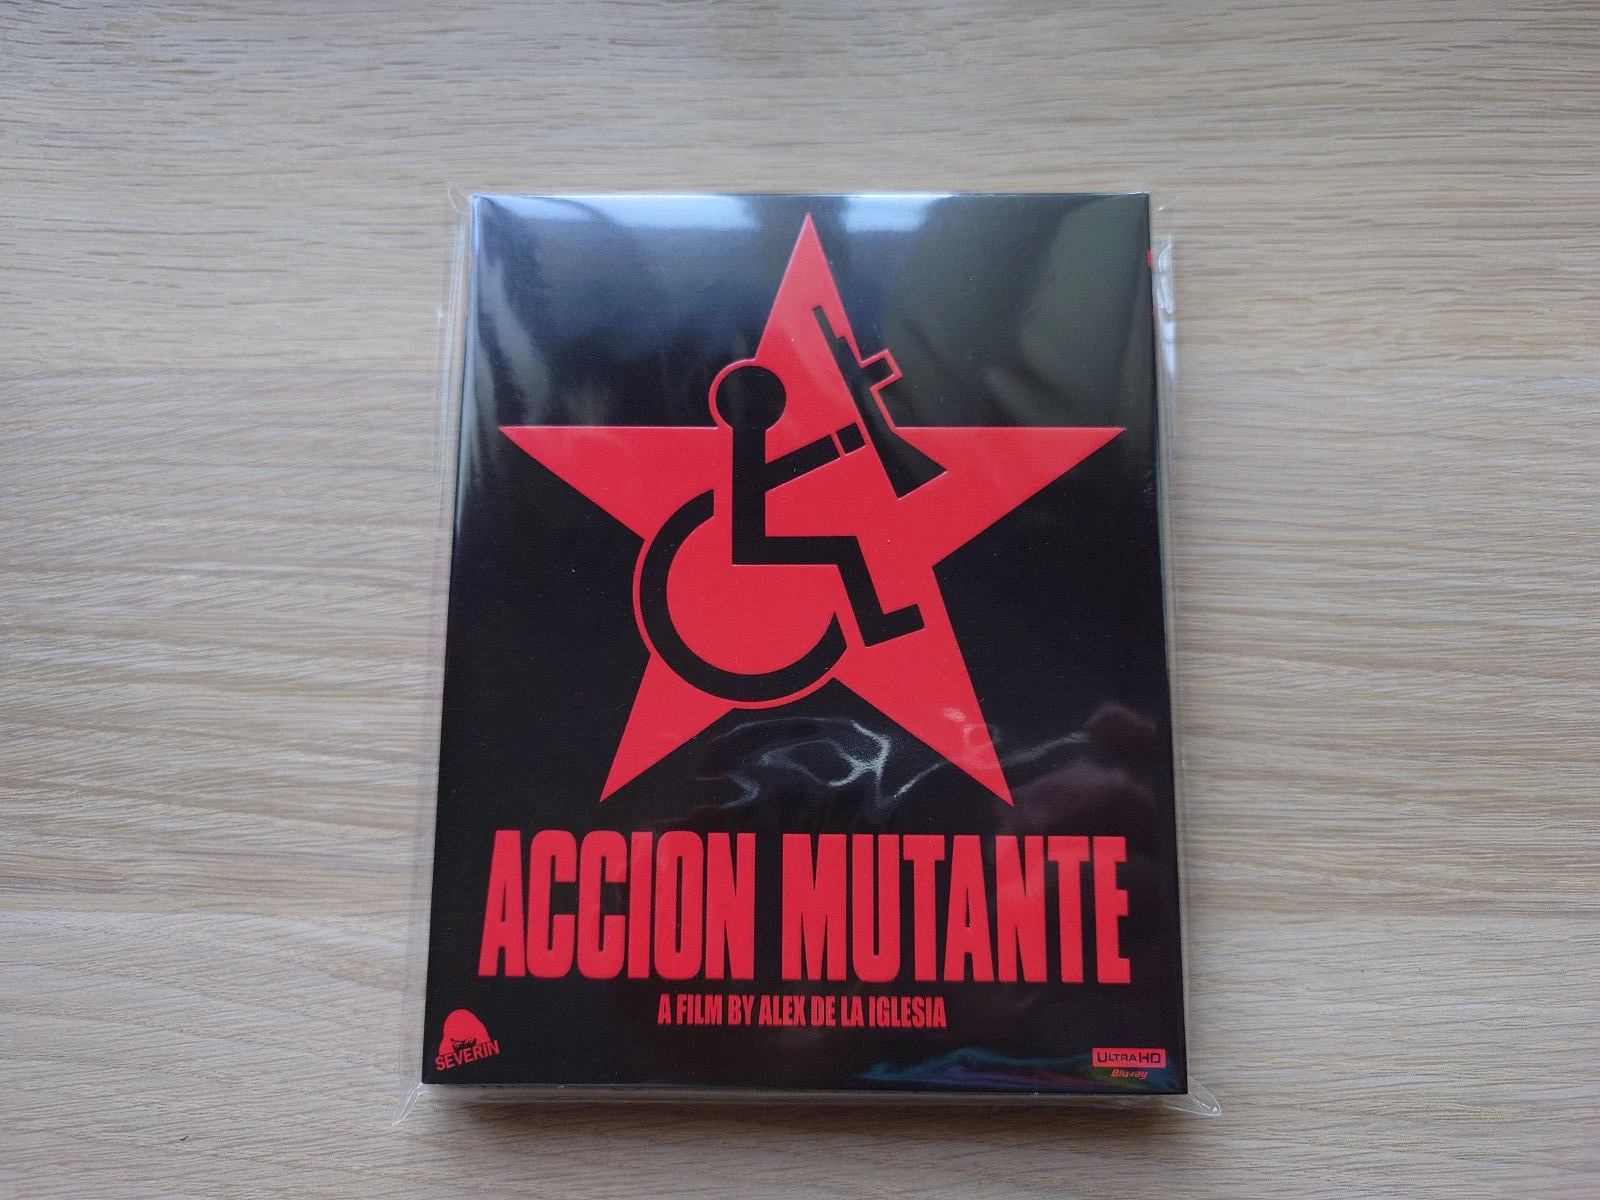 ACCION MUTANTE
A FILM BY ALEX DE LA IGLESIA
SEVERIN
ULTRA HD
Blu-ray